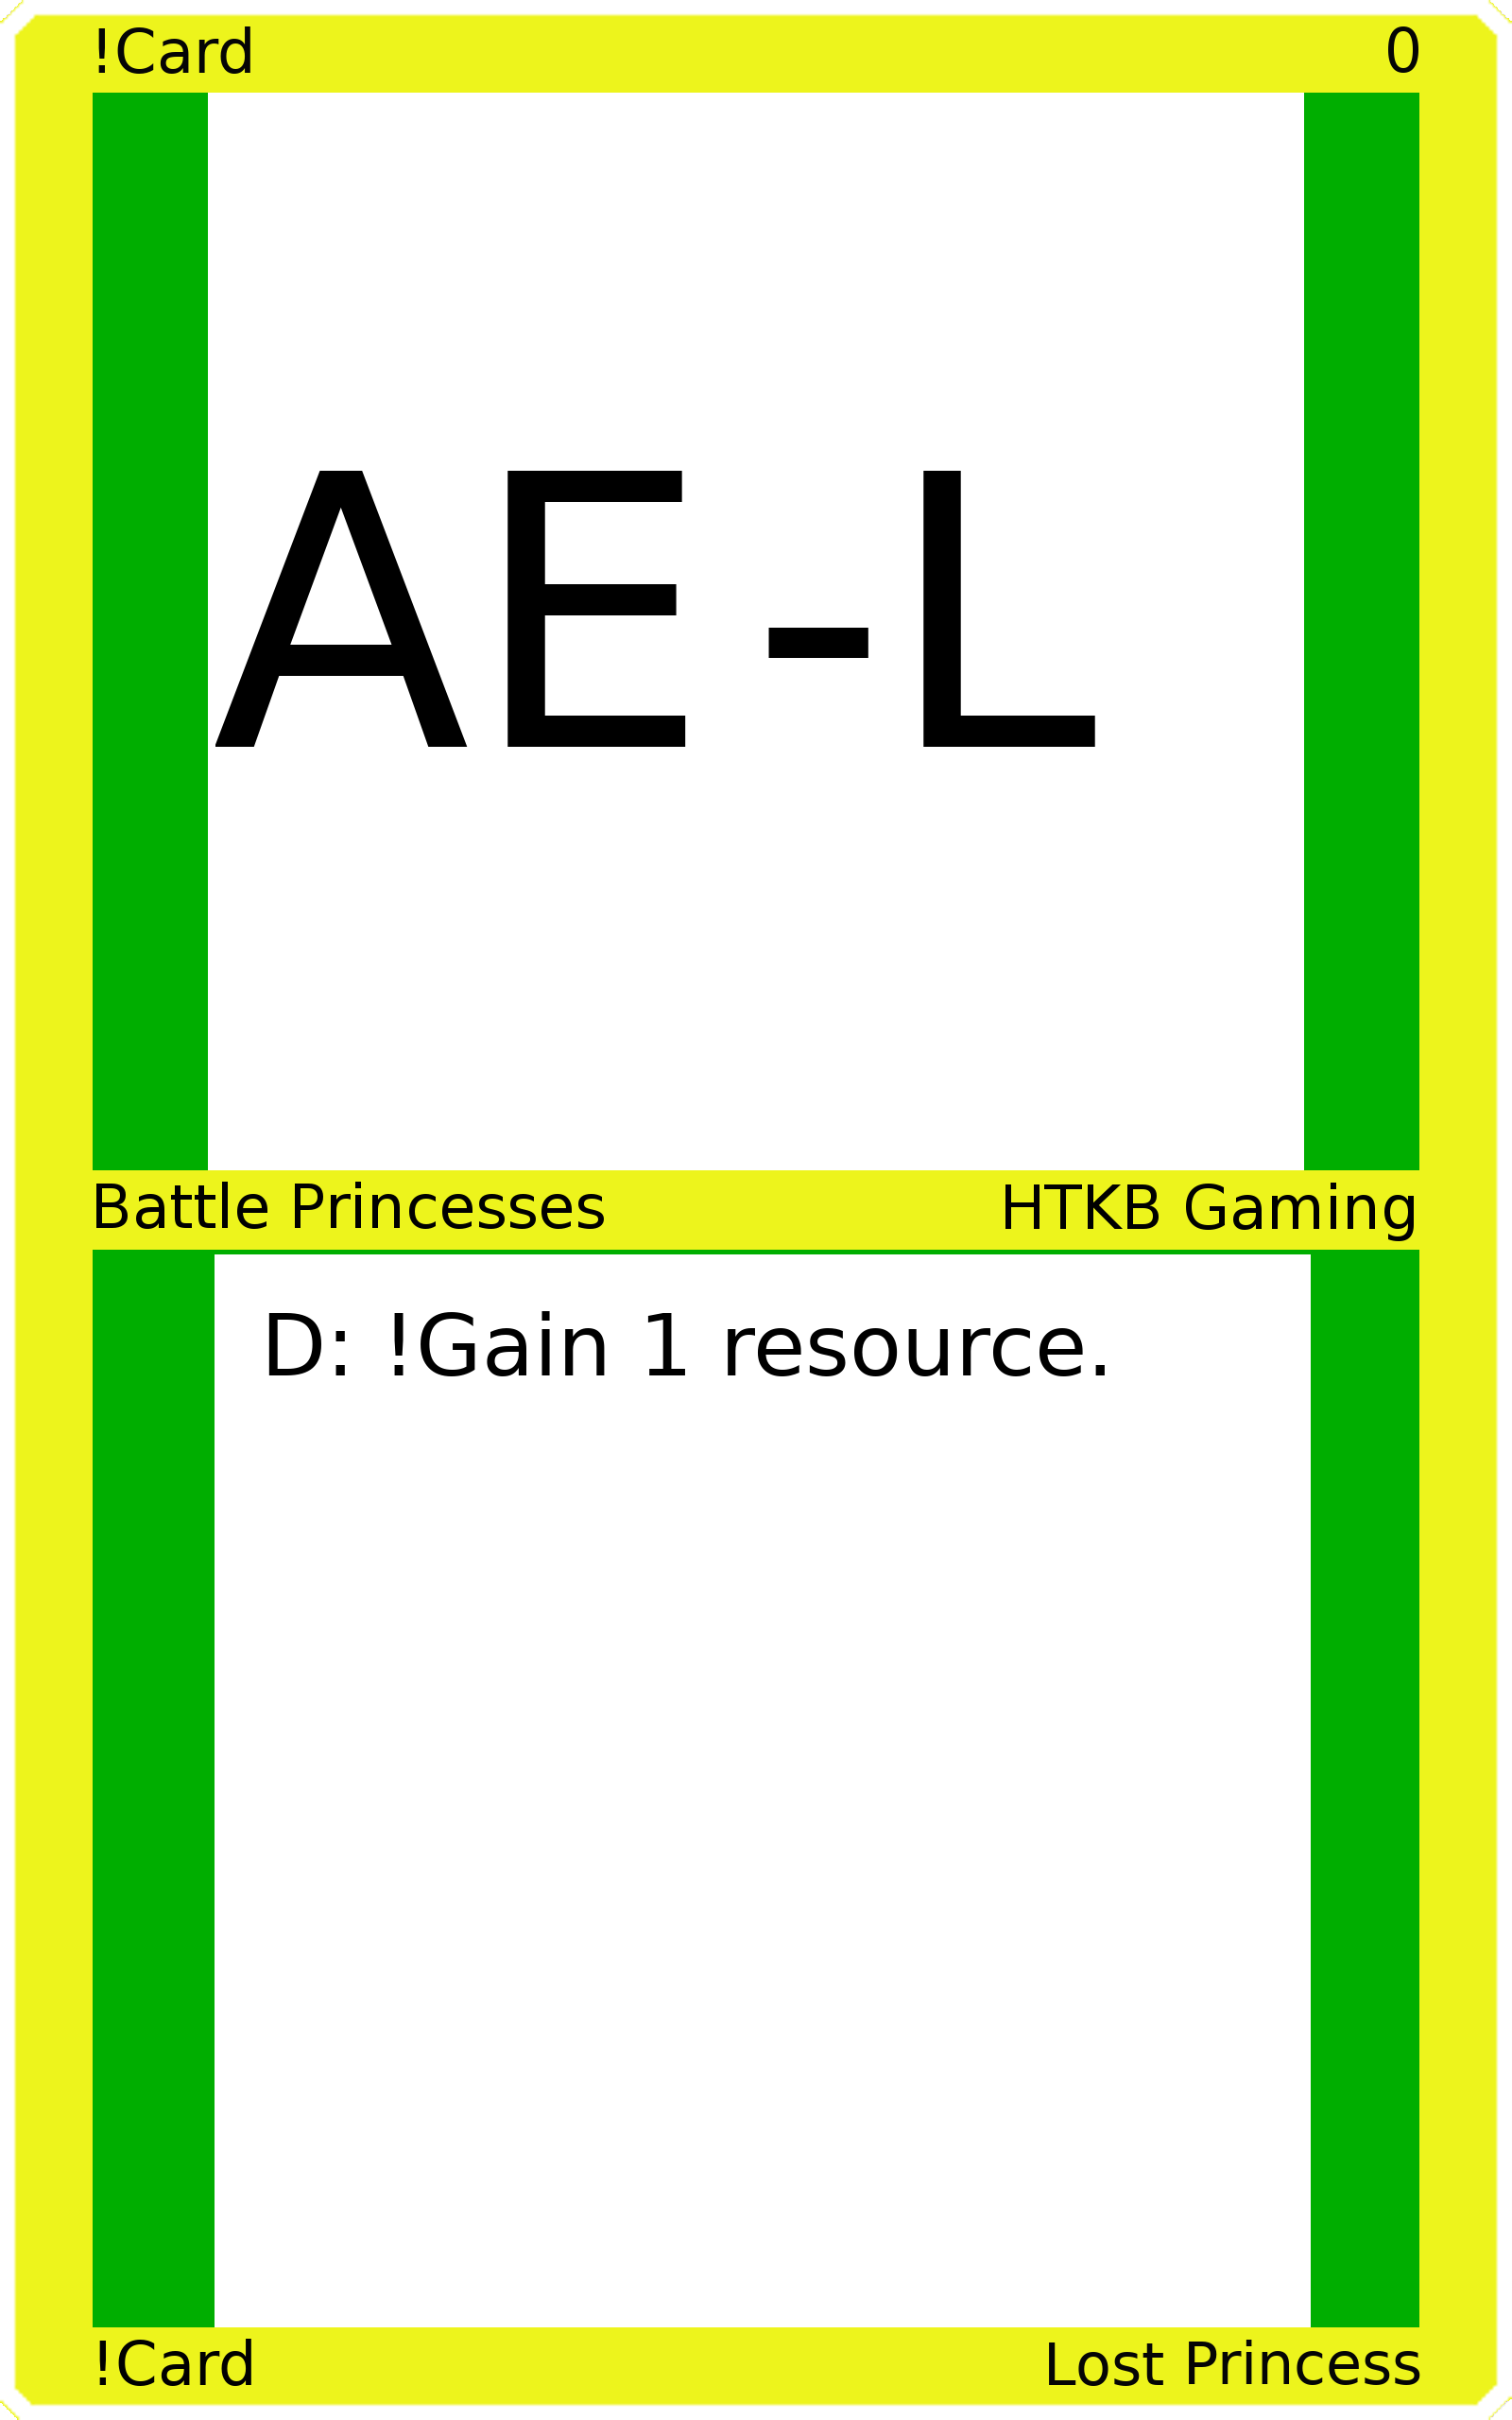 !Card 0
AE-L
Battle Princesses HTKB Gaming
D: !Gain 1 resource.
!Card Lost Princess